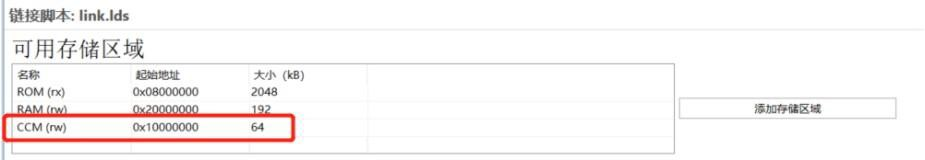 链接脚本: link.lds
可用存储区域
名称 起始地址 大小（kB）
ROM (rx) 0x08000000 2048
RAM (rw) 0x20000000 192
添加存储区域
CCM (rw) 0x10000000 64